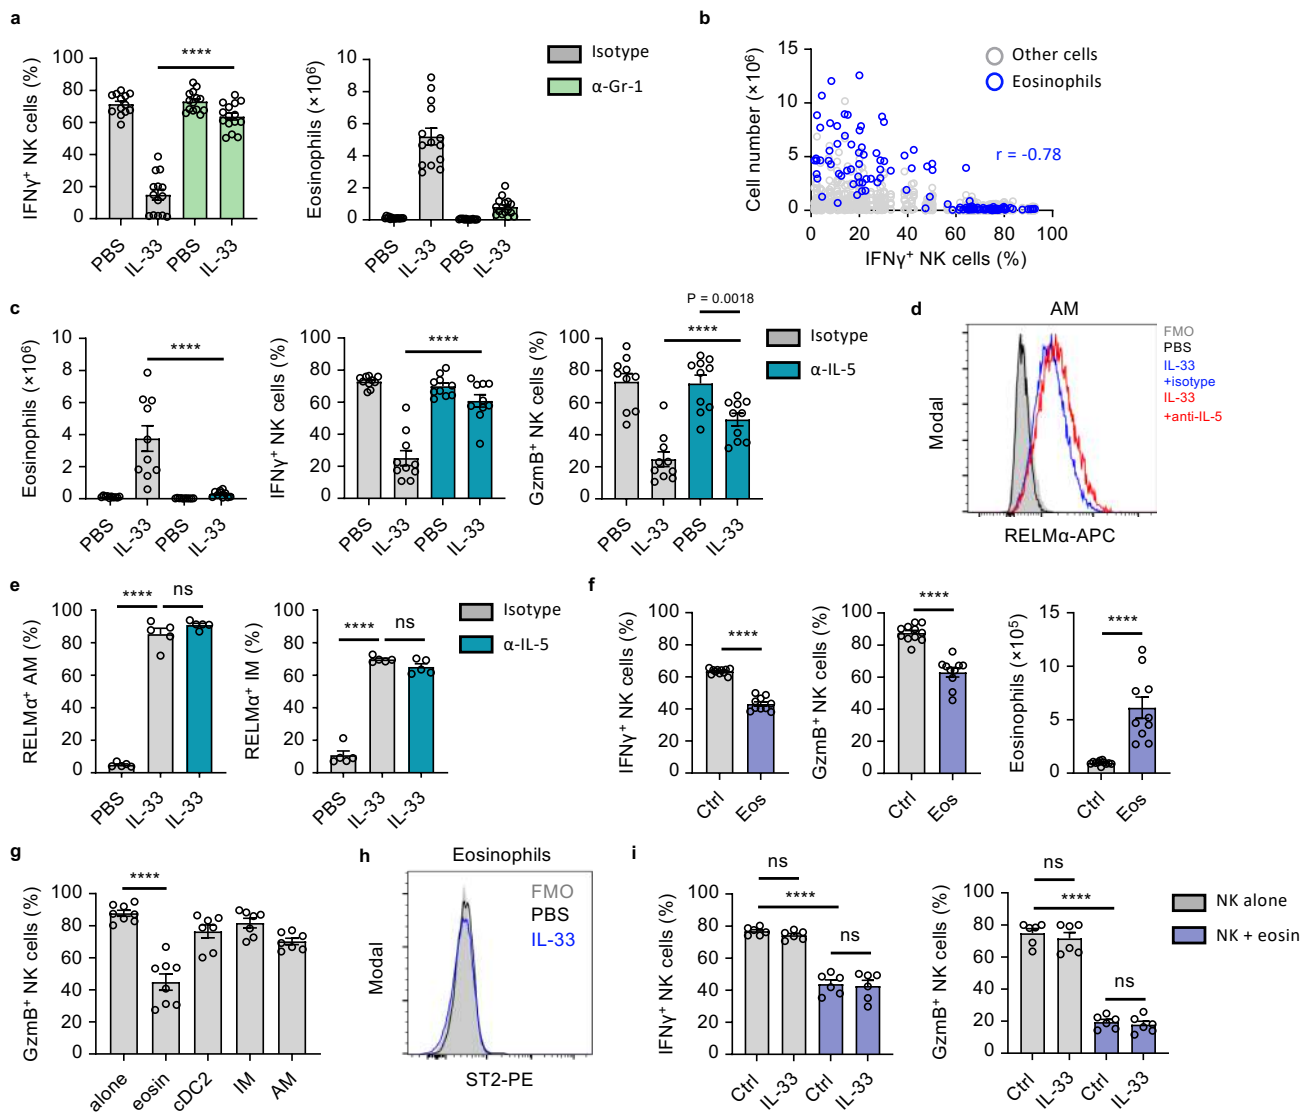 a
IFNγ⁺ NK cells (%)
100
80
60
40
20
0
****
PBS
IL-33
PBS
IL-33
Eosinophils (×10⁶)
10
8
6
4
2
0
PBS
IL-33
PBS
IL-33
Isotype
α-Gr-1
b
Cell number (×10⁶)
15
10
5
0
Other cells
Eosinophils
r = -0.78
0 20 40 60 80 100
IFNγ⁺ NK cells (%)
c
Eosinophils (×10⁶)
10
8
6
4
2
0
****
PBS
IL-33
PBS
IL-33
IFNγ⁺ NK cells (%)
100
80
60
40
20
0
****
PBS
IL-33
PBS
IL-33
GzmB⁺ NK cells (%)
100
80
60
40
20
0
P = 0.0018
****
PBS
IL-33
PBS
IL-33
Isotype
α-IL-5
d
AM
Modal
RELMα-APC
FMO
PBS
IL-33
+isotype
IL-33
+anti-IL-5
e
RELMα⁺ AM (%)
100
80
60
40
20
0
**** ns
PBS
IL-33
IL-33
RELMα⁺ IM (%)
100
80
60
40
20
0
**** ns
PBS
IL-33
IL-33
Isotype
α-IL-5
f
IFNγ⁺ NK cells (%)
100
80
60
40
20
0
****
Ctrl
Eos
GzmB⁺ NK cells (%)
100
80
60
40
20
0
****
Ctrl
Eos
Eosinophils (×10⁵)
15
10
5
0
****
Ctrl
Eos
g
GzmB⁺ NK cells (%)
100
80
60
40
20
0
****
alone
eosin
cDC2
IM
AM
h
Eosinophils
Modal
FMO
PBS
IL-33
ST2-PE
i
IFNγ⁺ NK cells (%)
100
80
60
40
20
0
ns
****
ns
Ctrl
IL-33
Ctrl
IL-33
GzmB⁺ NK cells (%)
100
80
60
40
20
0
ns
****
ns
Ctrl
IL-33
Ctrl
IL-33
NK alone
NK + eosin